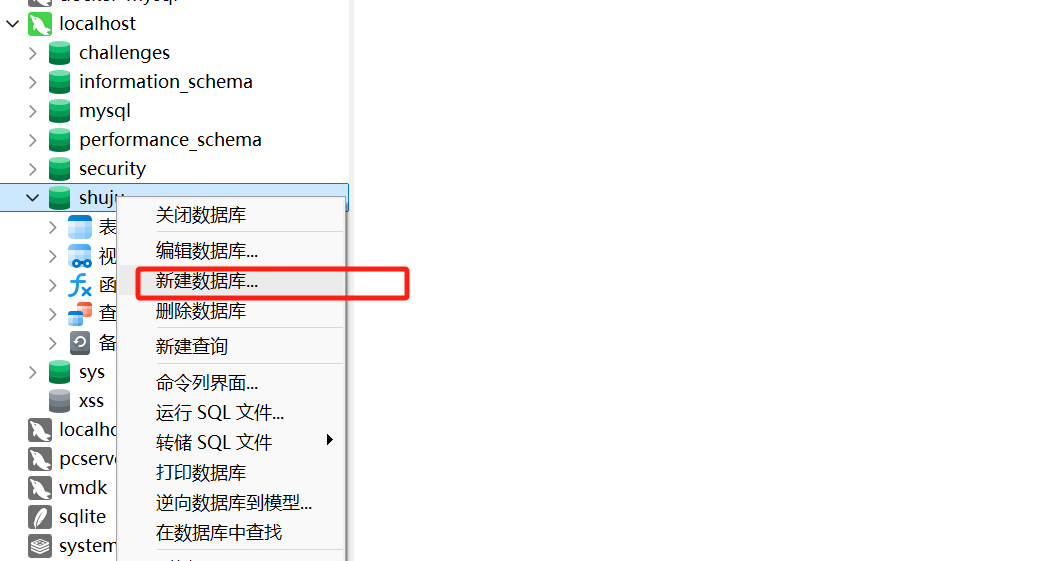 localhost
challenges
information_schema
mysql
performance_schema
security
shuju
关闭数据库
表
编辑数据库...
视
新建数据库...
函
删除数据库
查
新建查询
备
sys
命令列界面...
xss
运行 SQL 文件...
localho
转储 SQL 文件
pcserve
打印数据库
vmdk
逆向数据库到模型...
sqlite
在数据库中查找
system